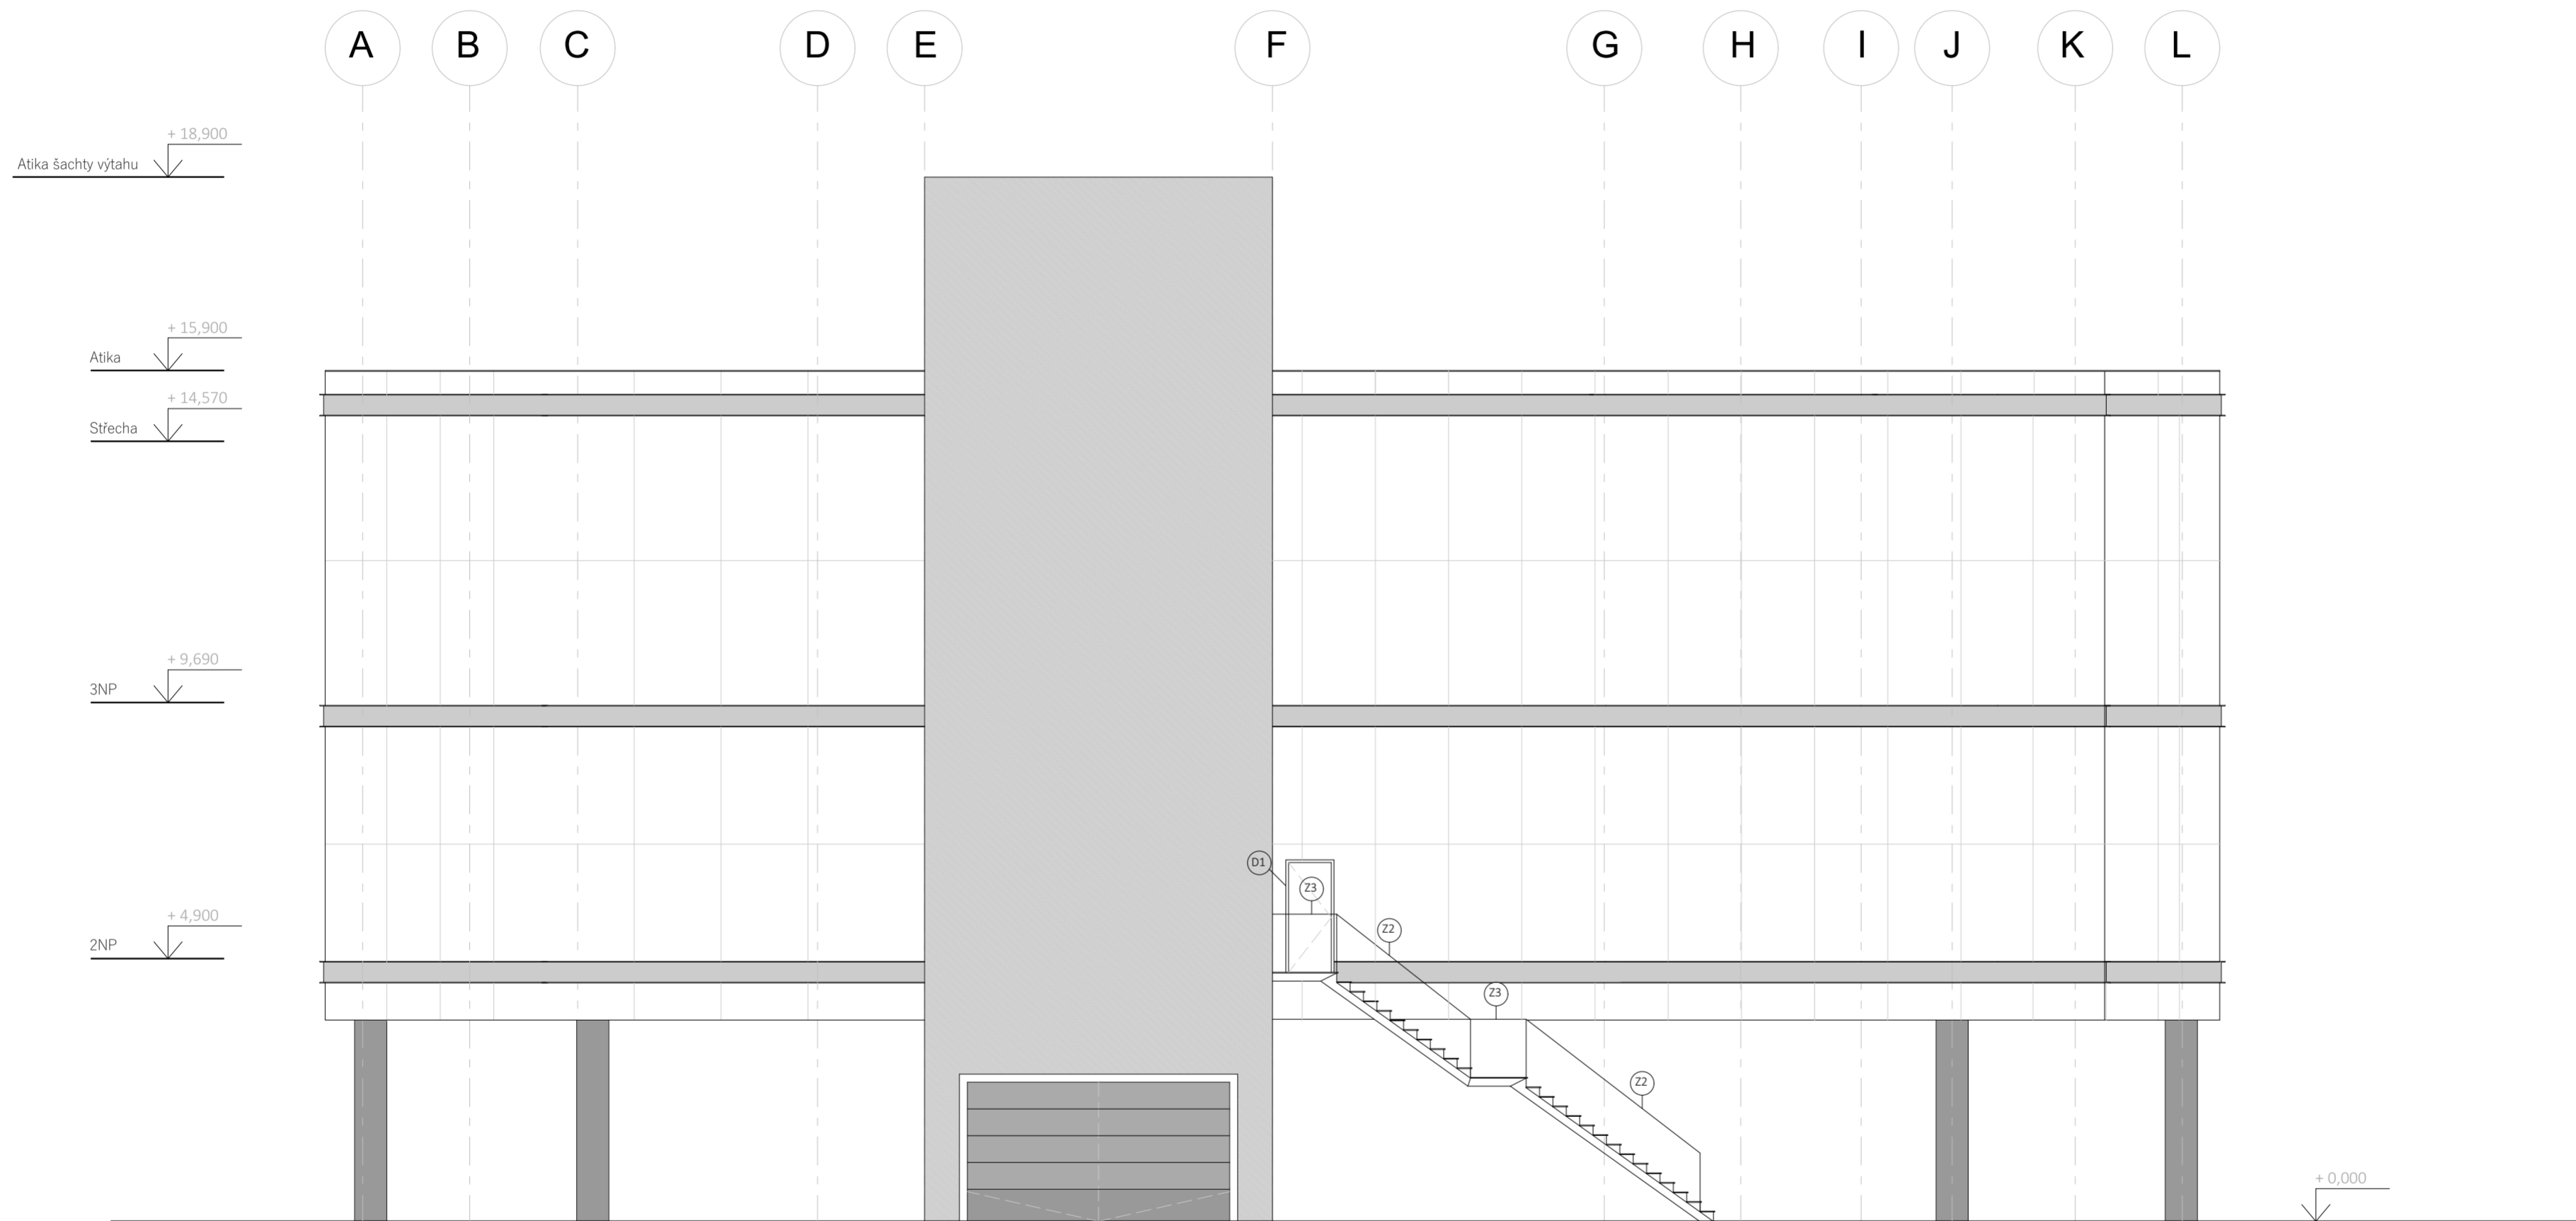 A B C D E F G H I J K L
+ 18,900
Atika šachty výtahu
+ 15,900
Atika
+ 14,570
Střecha
+ 9,690
3NP
D1
Z3
+ 4,900
Z2
2NP
Z3
Z2
+ 0,000